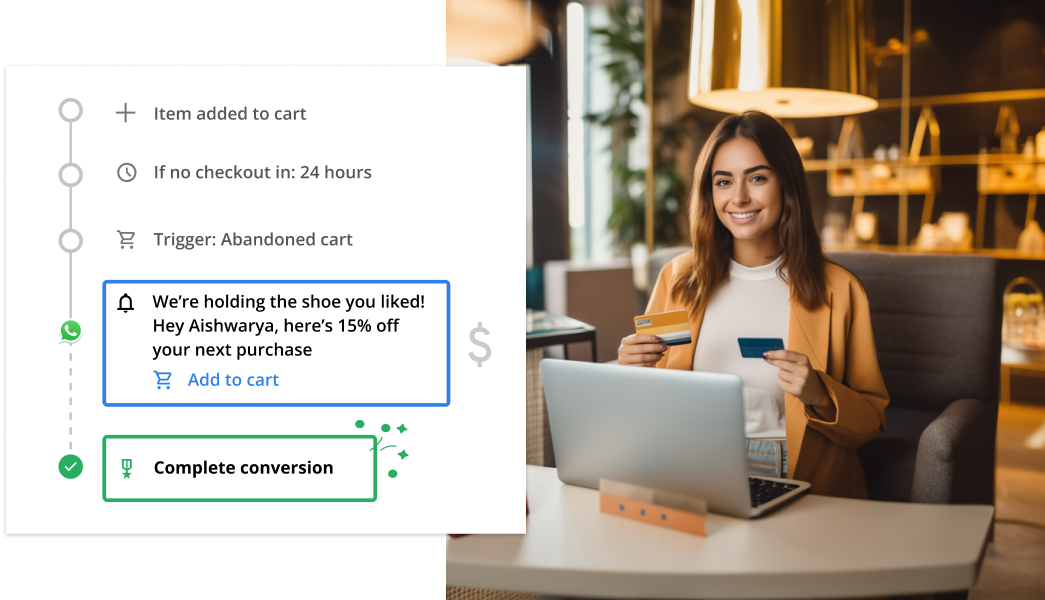 Item added to cart
If no checkout in: 24 hours
Trigger: Abandoned cart
We’re holding the shoe you liked!
Hey Aishwarya, here’s 15% off
your next purchase
Add to cart
$
Complete conversion